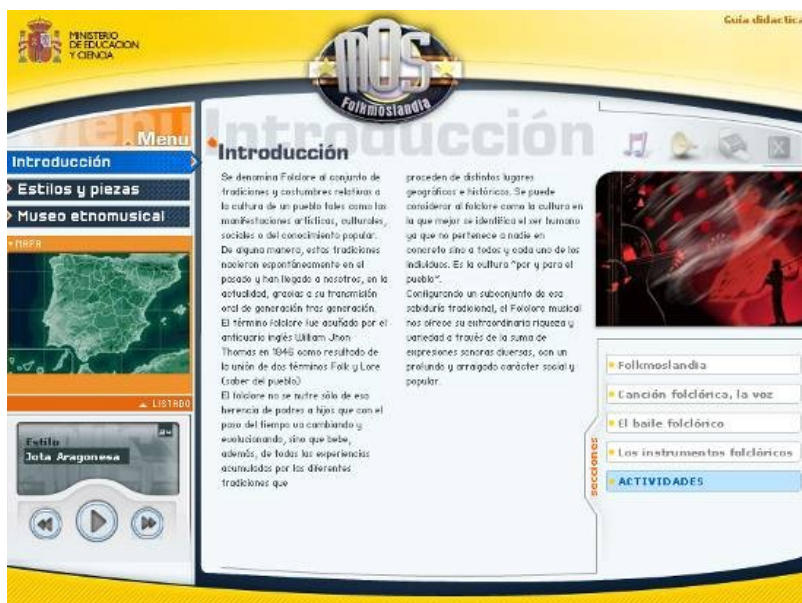 Guía didactica
MINISTERIO
DE EDUCACION
Y CIENCIA
MOS
Folkmoslandia
Menu
. Menu
Introducción
Estilos y piezas
Museo etnomusical
MAPA
LISTADO
Estilo
Jota Aragonesa
Introducción
Introducción
Se denomina Folclore al conjunto de
tradiciones y costumbres relativas a
la cultura de un pueblo tales como las
manifestaciones artísticas, culturales,
sociales o del conocimiento popular.
De alguna manera, estas tradiciones
nacieron espontáneamente en el
pasado y han llegado a nosotros, en la
actualidad, gracias a su transmisión
oral de generación tras generación.
El término folclore fue acuñado por el
anticuario inglés William Jhon
Thomas en 1846 como resultado de
la unión de dos términos Folk y Lore
(saber del pueblo)
El folclore no se nutre sólo de esa
herencia de padres a hijos que con el
paso del tiempo va cambiando y
evolucionando, sino que bebe,
además, de todas las experiencias
acumuladas por las diferentes
tradiciones que
proceden de distintos lugares
geográficos e históricos. Se puede
considerar al folclore como la cultura en
la que mejor se identifica el ser humano
ya que no pertenece a nadie en
concreto sino a todos y cada uno de los
individuos. Es la cultura "por y para el
pueblo".
Configurando un subconjunto de esa
sabiduría tradicional, el Folclore musical
nos ofrece su extraordinaria riqueza y
variedad a través de la suma de
expresiones sonoras diversas, con un
profundo y arraigado carácter social y
popular.
secciones
Folkmoslandia
Canción folclórica, la voz
El baile folclórico
Los instrumentos folclóricos
ACTIVIDADES